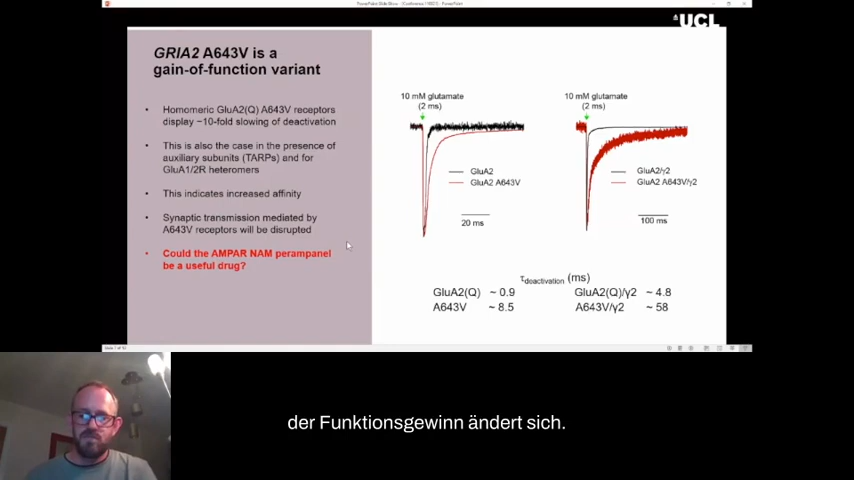 UCL
GRIA2 A643V is a
gain-of-function variant
• Homomeric GluA2(Q) A643V receptors
display ~10-fold slowing of deactivation
• This is also the case in the presence of
auxiliary subunits (TARPs) and for
GluA1/2R heteromers
• This indicates increased affinity
• Synaptic transmission mediated by
A643V receptors will be disrupted
• Could the AMPAR NAM perampanel
be a useful drug?
10 mM glutamate
(2 ms)
GluA2
GluA2 A643V
20 ms
10 mM glutamate
(2 ms)
GluA2/γ2
GluA2 A643V/γ2
100 ms
τdeactivation (ms)
GluA2(Q) ~ 0.9 GluA2(Q)/γ2 ~ 4.8
A643V ~ 8.5 A643V/γ2 ~ 58
der Funktionsgewinn ändert sich.